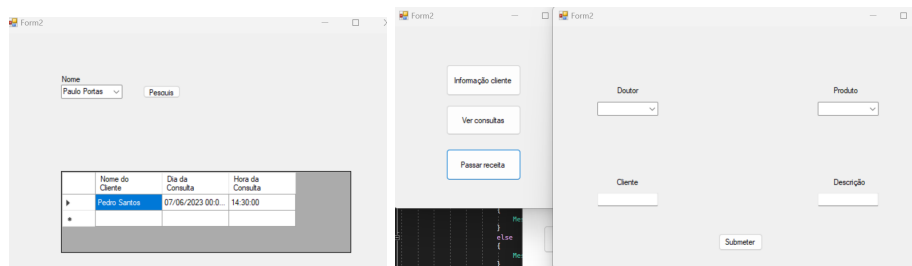 Form2
Nome
Paulo Portas
Pesquis
Nome do Cliente
Dia da Consulta
Hora da Consulta
Pedro Santos
07/06/2023 00:0...
14:30:00
Form2
Informação cliente
Ver consultas
Passar receita
{
Me
}
else
{
Me
}
Form2
Doutor
Produto
Cliente
Descrição
Submeter